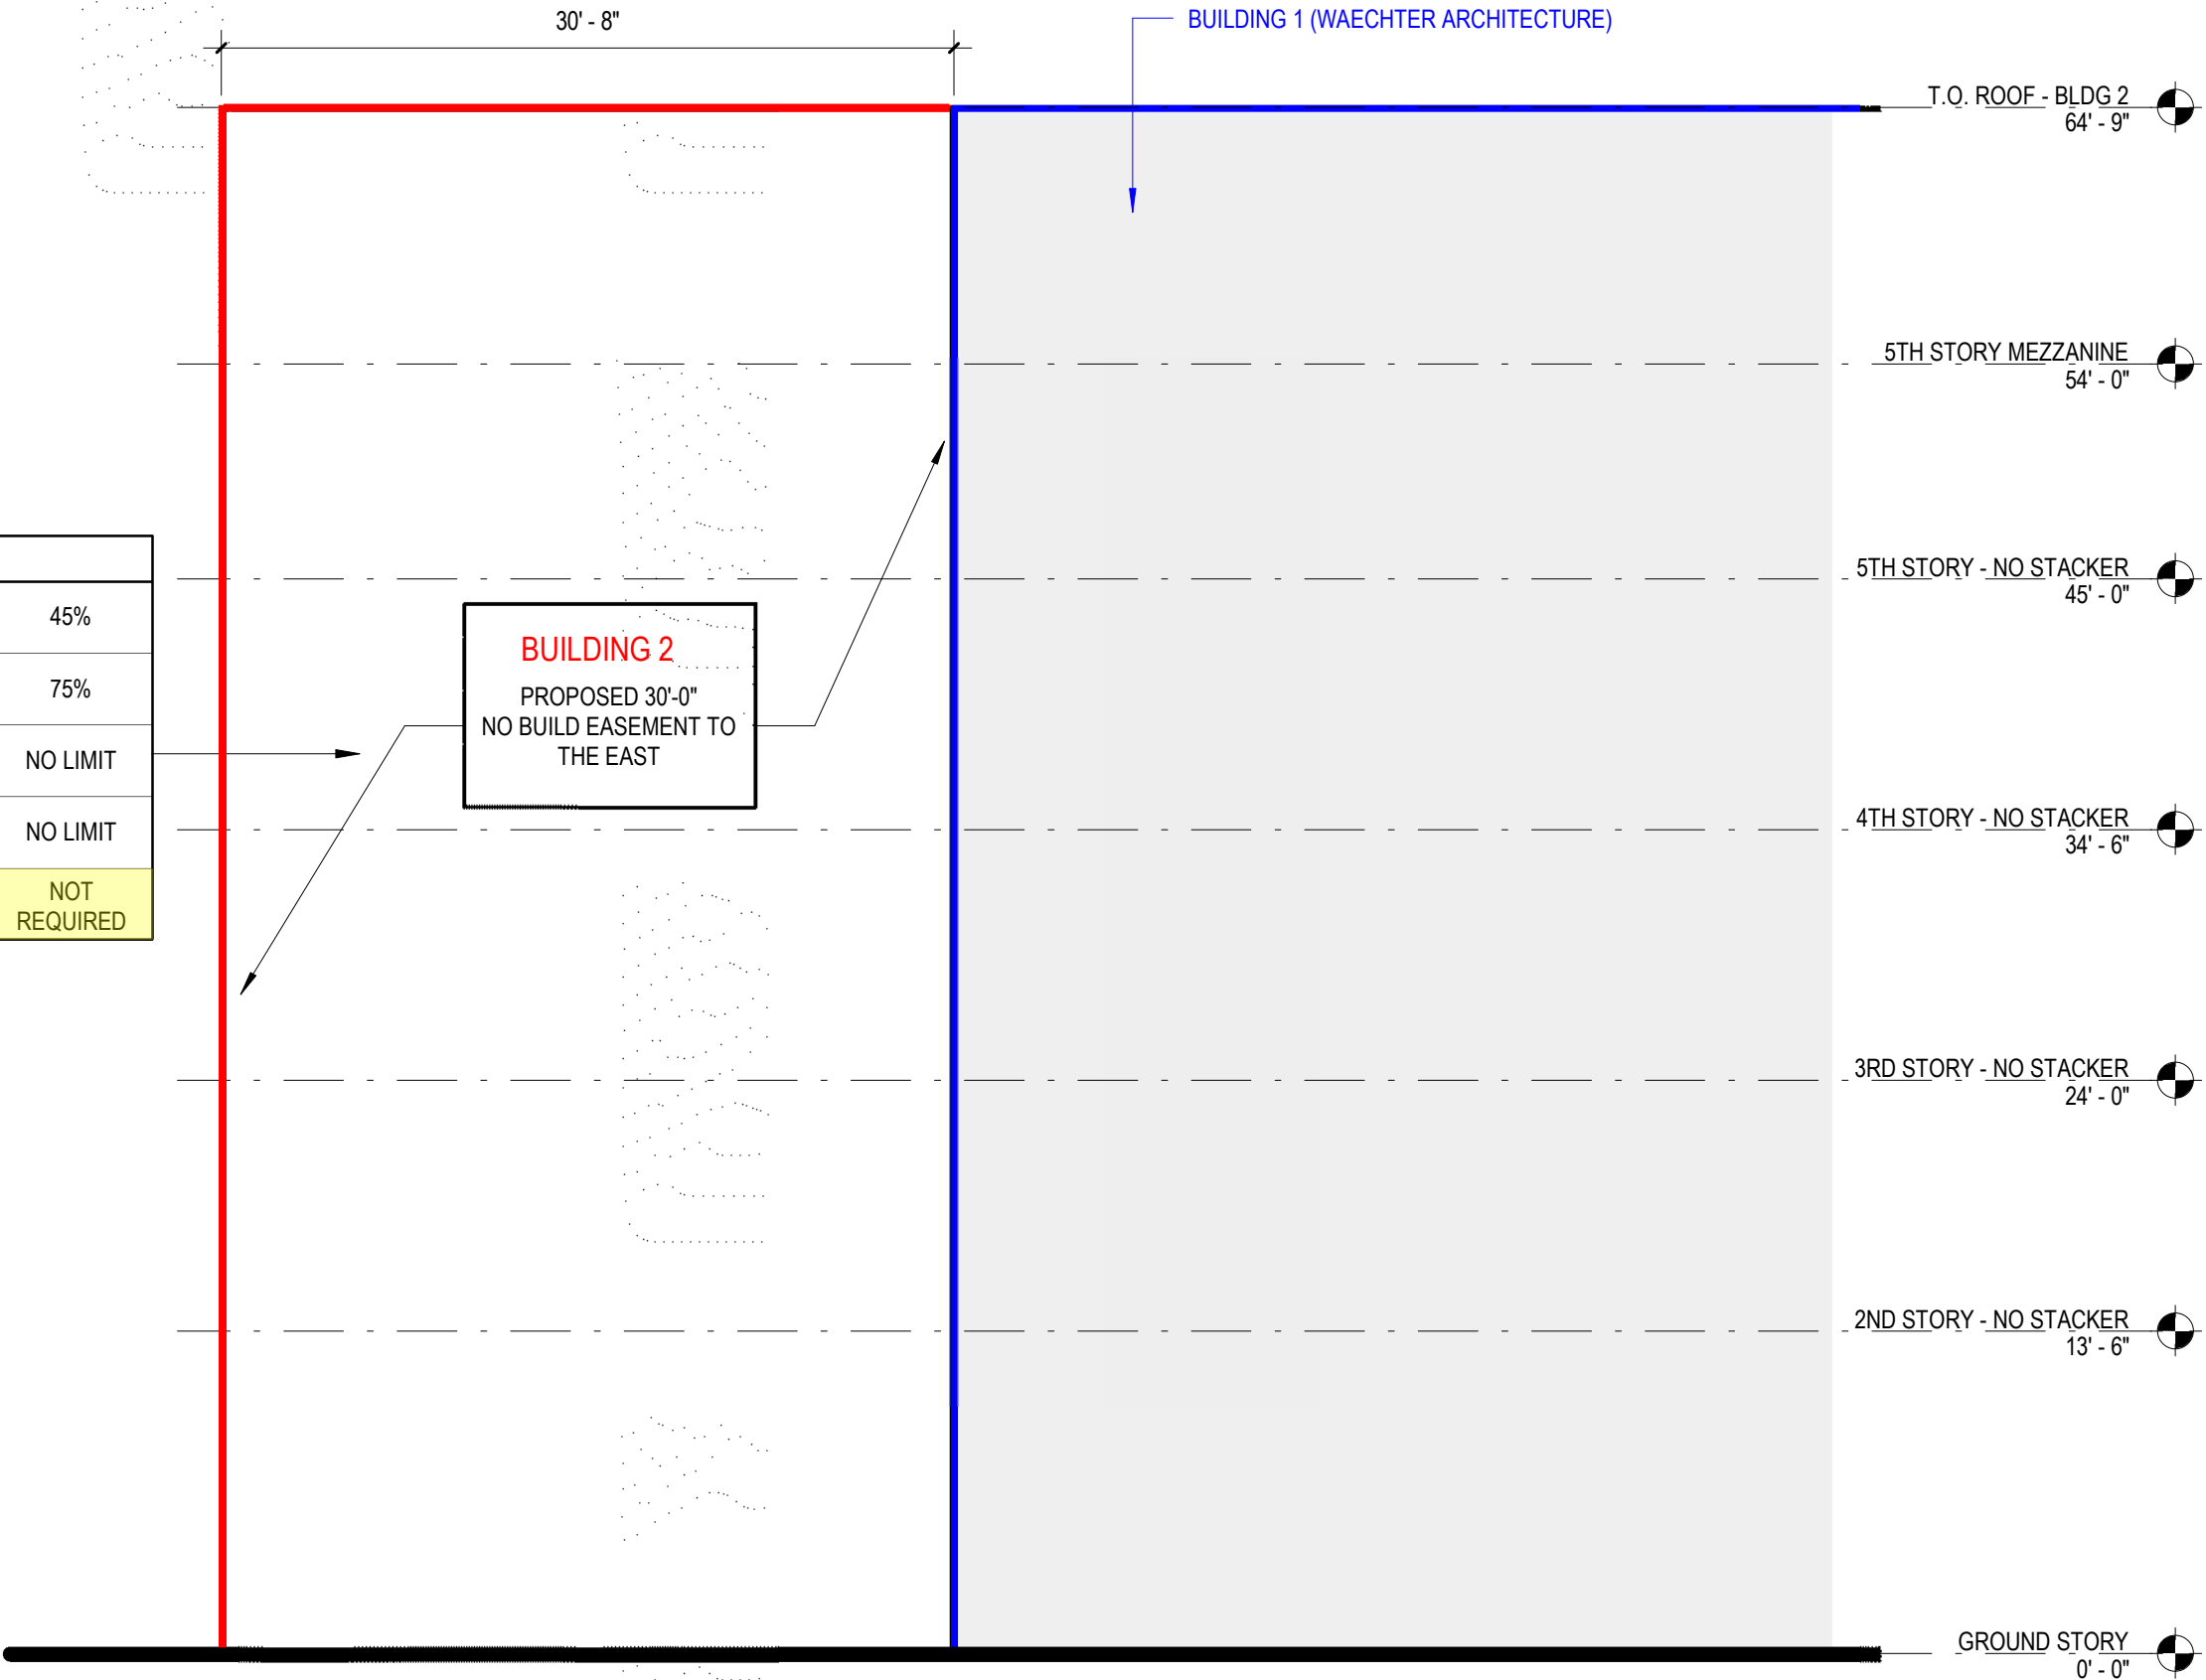 30' - 8"
BUILDING 1 (WAECHTER ARCHITECTURE)
T.O. ROOF - BLDG 2
64' - 9"
5TH STORY MEZZANINE
54' - 0"
5TH STORY - NO STACKER
45' - 0"
45%
75%
NO LIMIT
NO LIMIT
NOT
REQUIRED
BUILDING 2
PROPOSED 30'-0"
NO BUILD EASEMENT TO
THE EAST
4TH STORY - NO STACKER
34' - 6"
3RD STORY - NO STACKER
24' - 0"
2ND STORY - NO STACKER
13' - 6"
GROUND STORY
0' - 0"